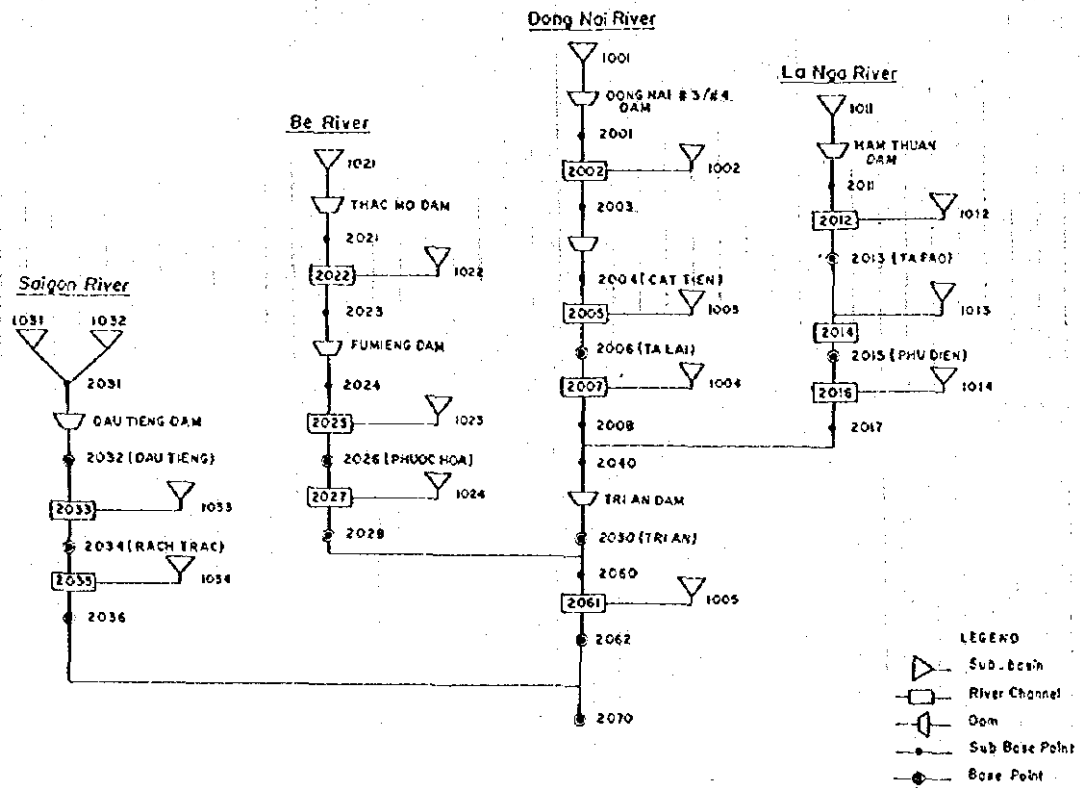 Dong Nai River
1001
DONG NAI #3/#4 DAM
2001
2002
1002
2003
2004 (CAT TIEN)
2005
1003
2006 (TA LAI)
2007
1004
2008
2040
TRI AN DAM
2050 (TRI AN)
2060
2061
1005
2062
2070
La Nga River
1011
HAM THUAN DAM
2011
2012
1012
2013 (TA PAO)
1013
2014
2015 (PHU DIEN)
2016
1014
2017
Be River
1021
THAC MO DAM
2021
2022
1022
2023
FUMIENG DAM
2024
2025
1023
2026 (PHUOC HOA)
2027
1024
2028
Saigon River
1031
1032
2031
DAU TIENG DAM
2032 (DAU TIENG)
2033
1033
2034 (RACH TRAC)
2035
1034
2036
LEGEND
Sub-basin
River Channel
Dam
Sub Base Point
Base Point